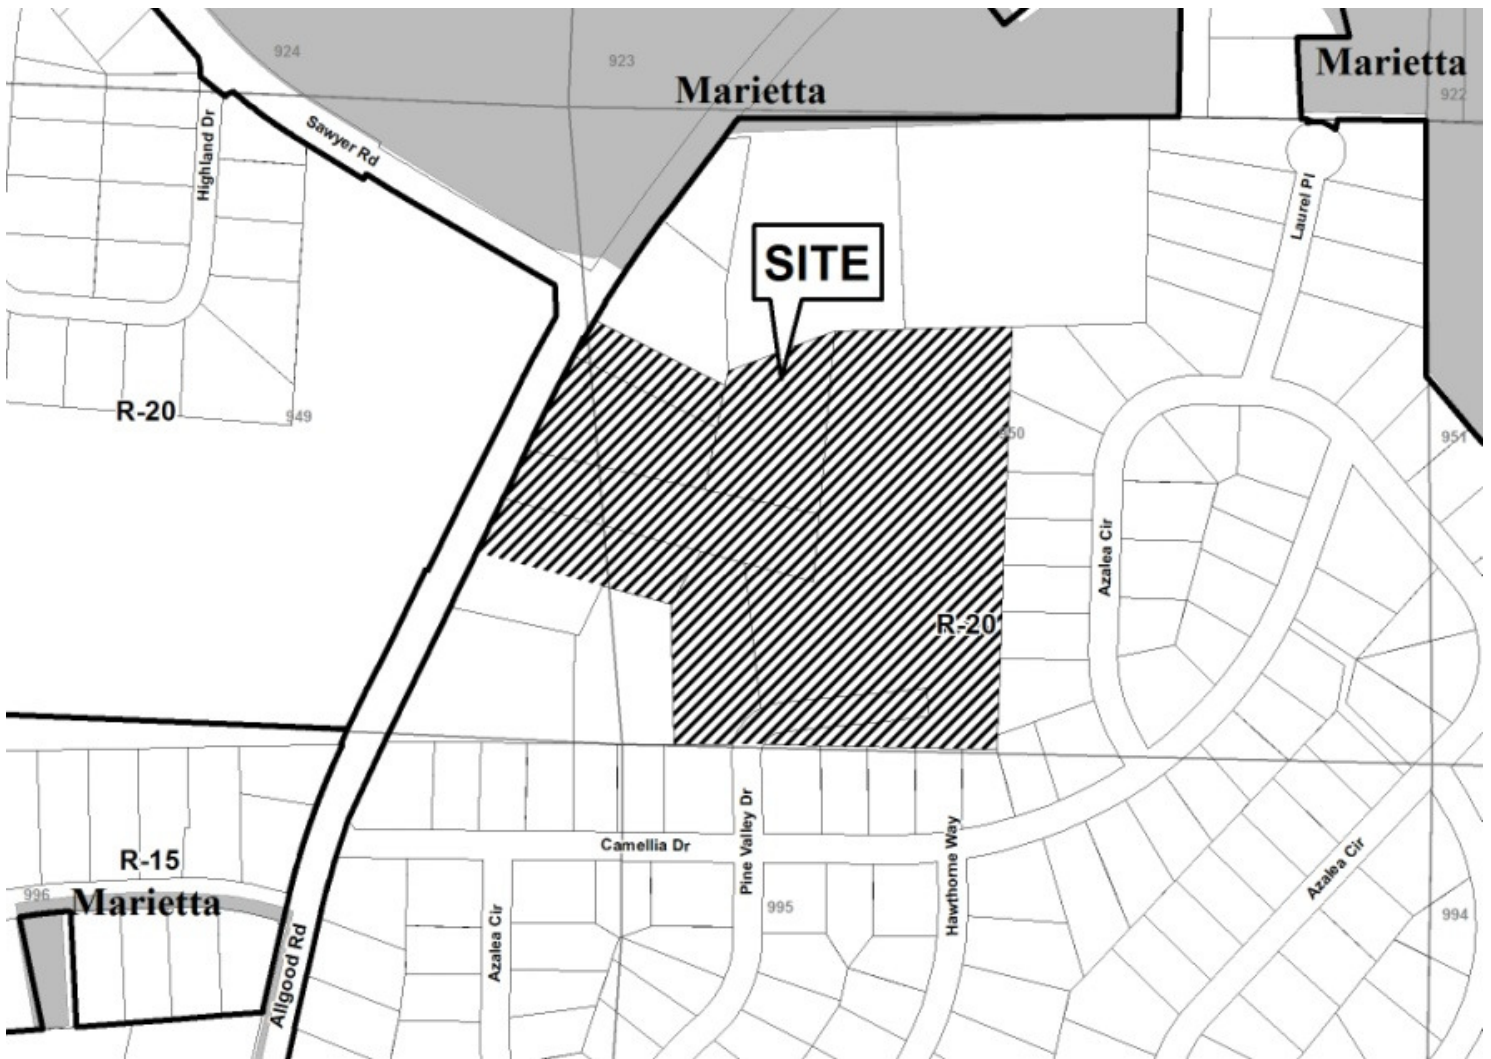 924
923
Marietta
Marietta
922
Sawyer Rd
Highland Dr
Laurel Pl
SITE
R-20
949
950
951
Azalea Cir
R-20
Camellia Dr
Pine Valley Dr
Hawthorne Way
R-15
996
Marietta
Azalea Cir
Azalea Cir
995
994
Allgood Rd